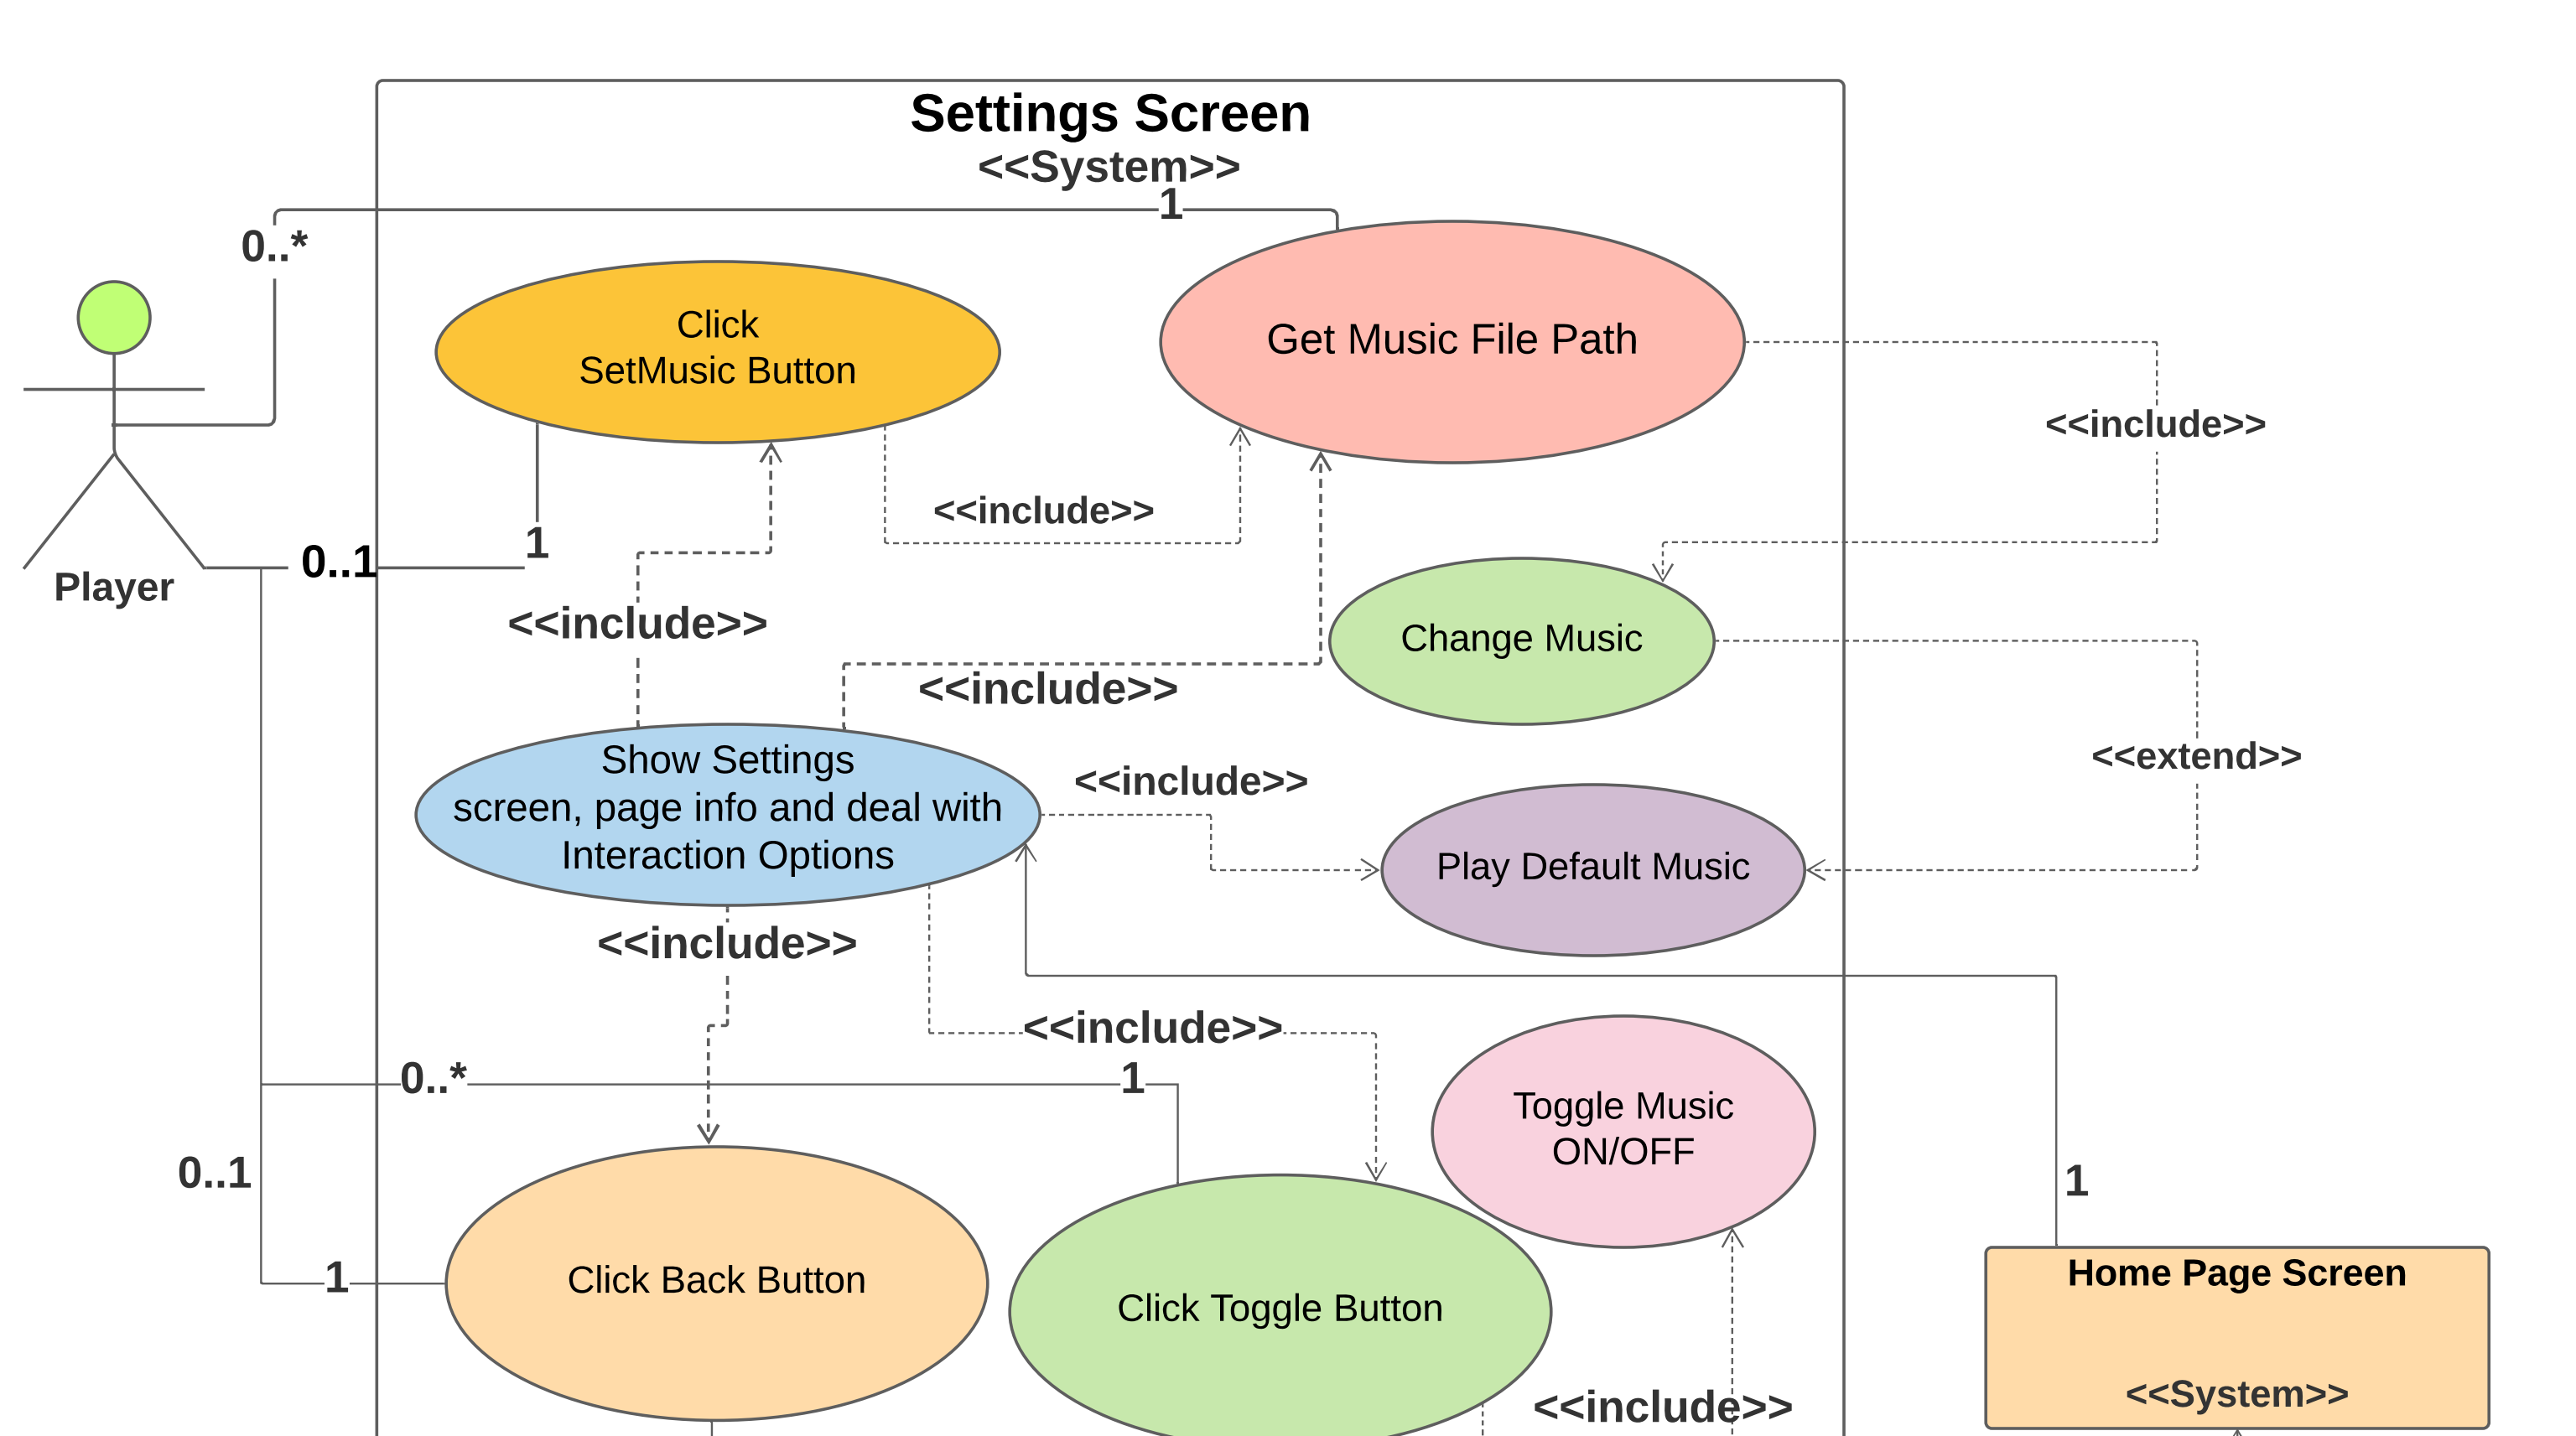 Settings Screen
<<System>>
1
0..*
Click
SetMusic Button
Get Music File Path
<<include>>
<<include>>
1
0..1
Player
<<include>>
Change Music
<<include>>
Show Settings
screen, page info and deal with
Interaction Options
<<extend>>
<<include>>
Play Default Music
<<include>>
<<include>>
0..*
1
Toggle Music
ON/OFF
0..1
1
1
Click Back Button
Click Toggle Button
Home Page Screen
<<System>>
<<include>>